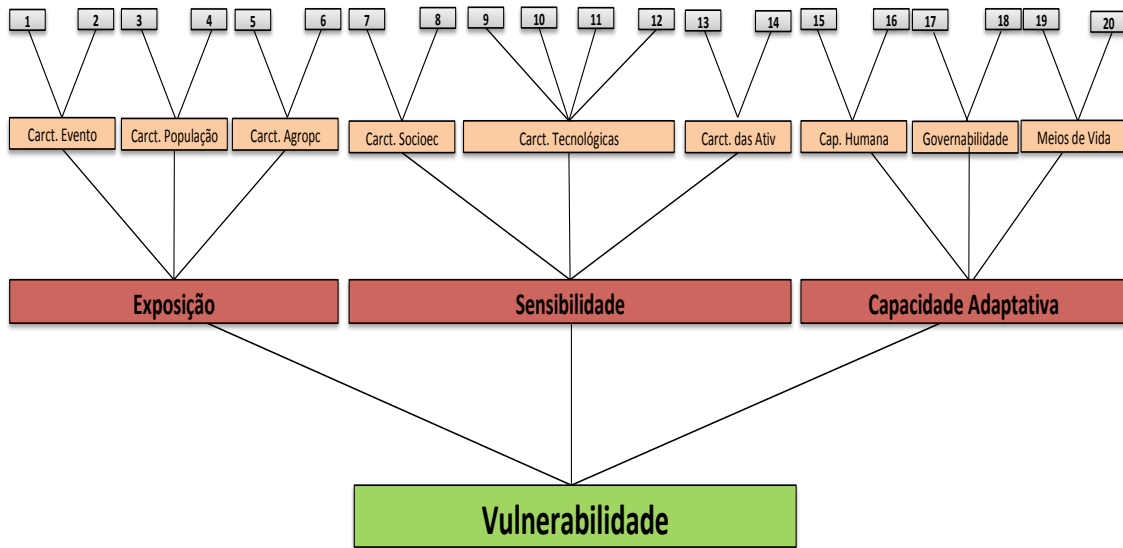 1 2 3 4 5 6 7 8 9 10 11 12 13 14 15 16 17 18 19 20
Carct. Evento Carct. População Carct. Agropc Carct. Socioec Carct. Tecnológicas Carct. das Ativ Cap. Humana Governabilidade Meios de Vida
Exposição Sensibilidade Capacidade Adaptativa
Vulnerabilidade